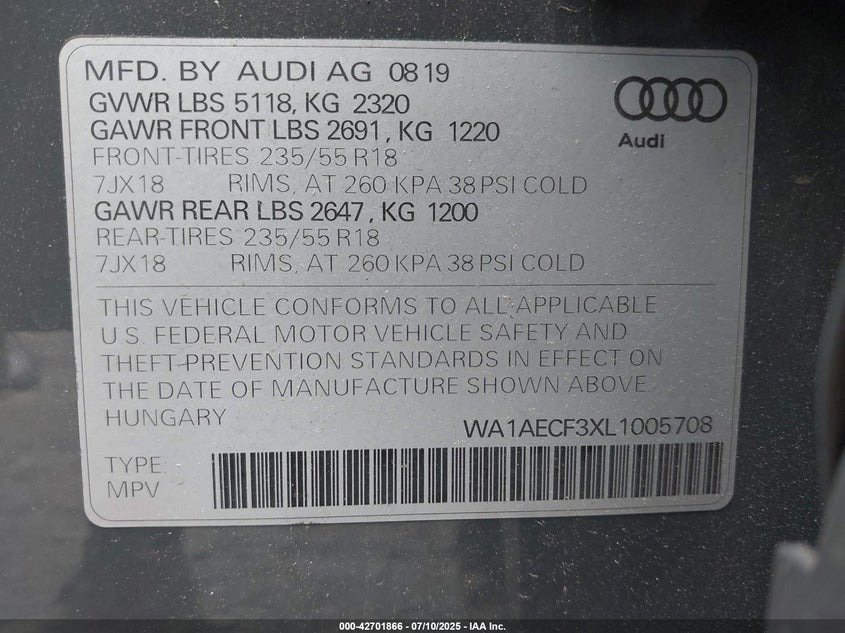 MFD. BY AUDI AG 0819
GVWR LBS 5118, KG 2320
GAWR FRONT LBS 2691, KG 1220
FRONT-TIRES 235/55 R18
7JX18 RIMS, AT 260 KPA 38 PSI COLD
GAWR REAR LBS 2647, KG 1200
REAR-TIRES 235/55 R18
7JX18 RIMS, AT 260 KPA 38 PSI COLD
Audi
THIS VEHICLE CONFORMS TO ALL APPLICABLE
U.S. FEDERAL MOTOR VEHICLE SAFETY AND
THEFT-PREVENTION STANDARDS IN EFFECT ON
THE DATE OF MANUFACTURE SHOWN ABOVE.
HUNGARY
WA1AECF3XL1005708
TYPE:
MPV
000-42701866 - 07/10/2025 - IAA Inc.